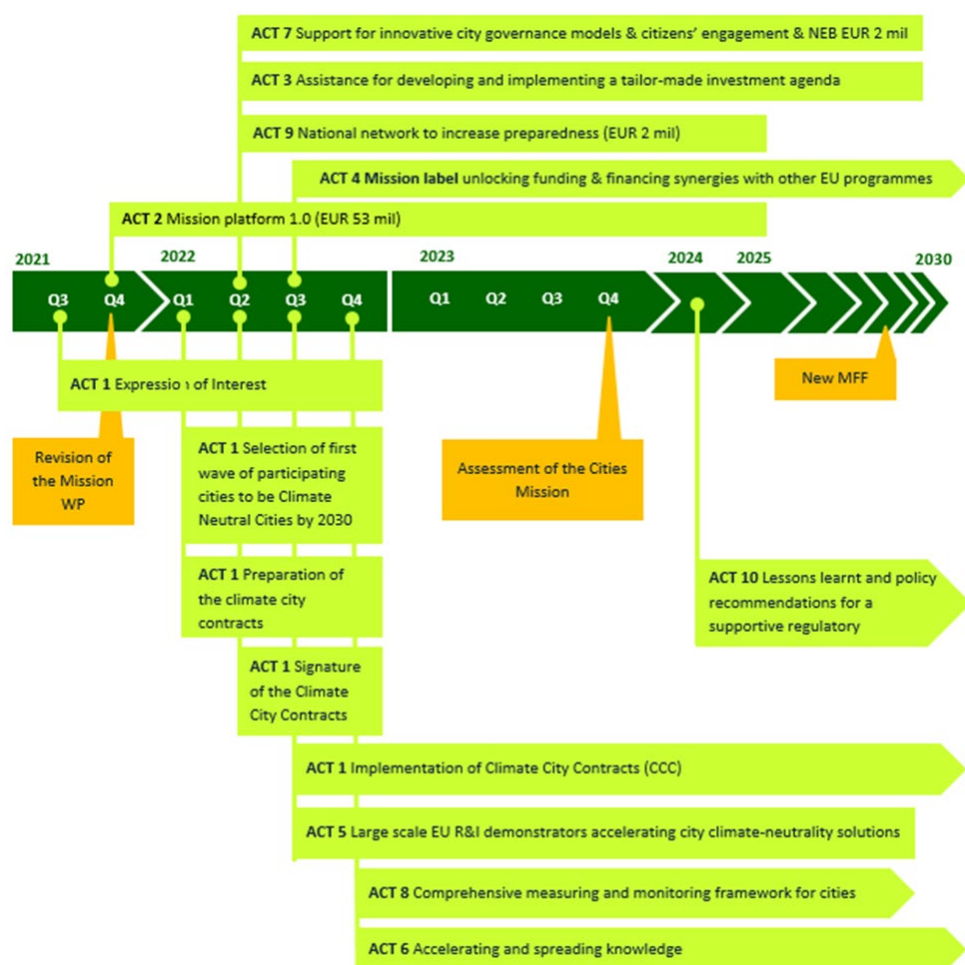 ACT 7 Support for innovative city governance models & citizens' engagement & NEB EUR 2 mil
ACT 3 Assistance for developing and implementing a tailor-made investment agenda
ACT 9 National network to increase preparedness (EUR 2 mil)
ACT 4 Mission label unlocking funding & financing synergies with other EU programmes
ACT 2 Mission platform 1.0 (EUR 53 mil)
2021 2022 2023 2024 2025 2030
Q3 Q4 Q1 Q2 Q3 Q4 Q1 Q2 Q3 Q4
ACT 1 Expression of Interest
New MFF
Revision of
the Mission
WP
ACT 1 Selection of first
wave of participating
cities to be Climate
Neutral Cities by 2030
Assessment of the Cities
Mission
ACT 1 Preparation of
the climate city
contracts
ACT 10 Lessons learnt and policy
recommendations for a
supportive regulatory
ACT 1 Signature
of the Climate
City Contracts
ACT 1 Implementation of Climate City Contracts (CCC)
ACT 5 Large scale EU R&I demonstrators accelerating city climate-neutrality solutions
ACT 8 Comprehensive measuring and monitoring framework for cities
ACT 6 Accelerating and spreading knowledge